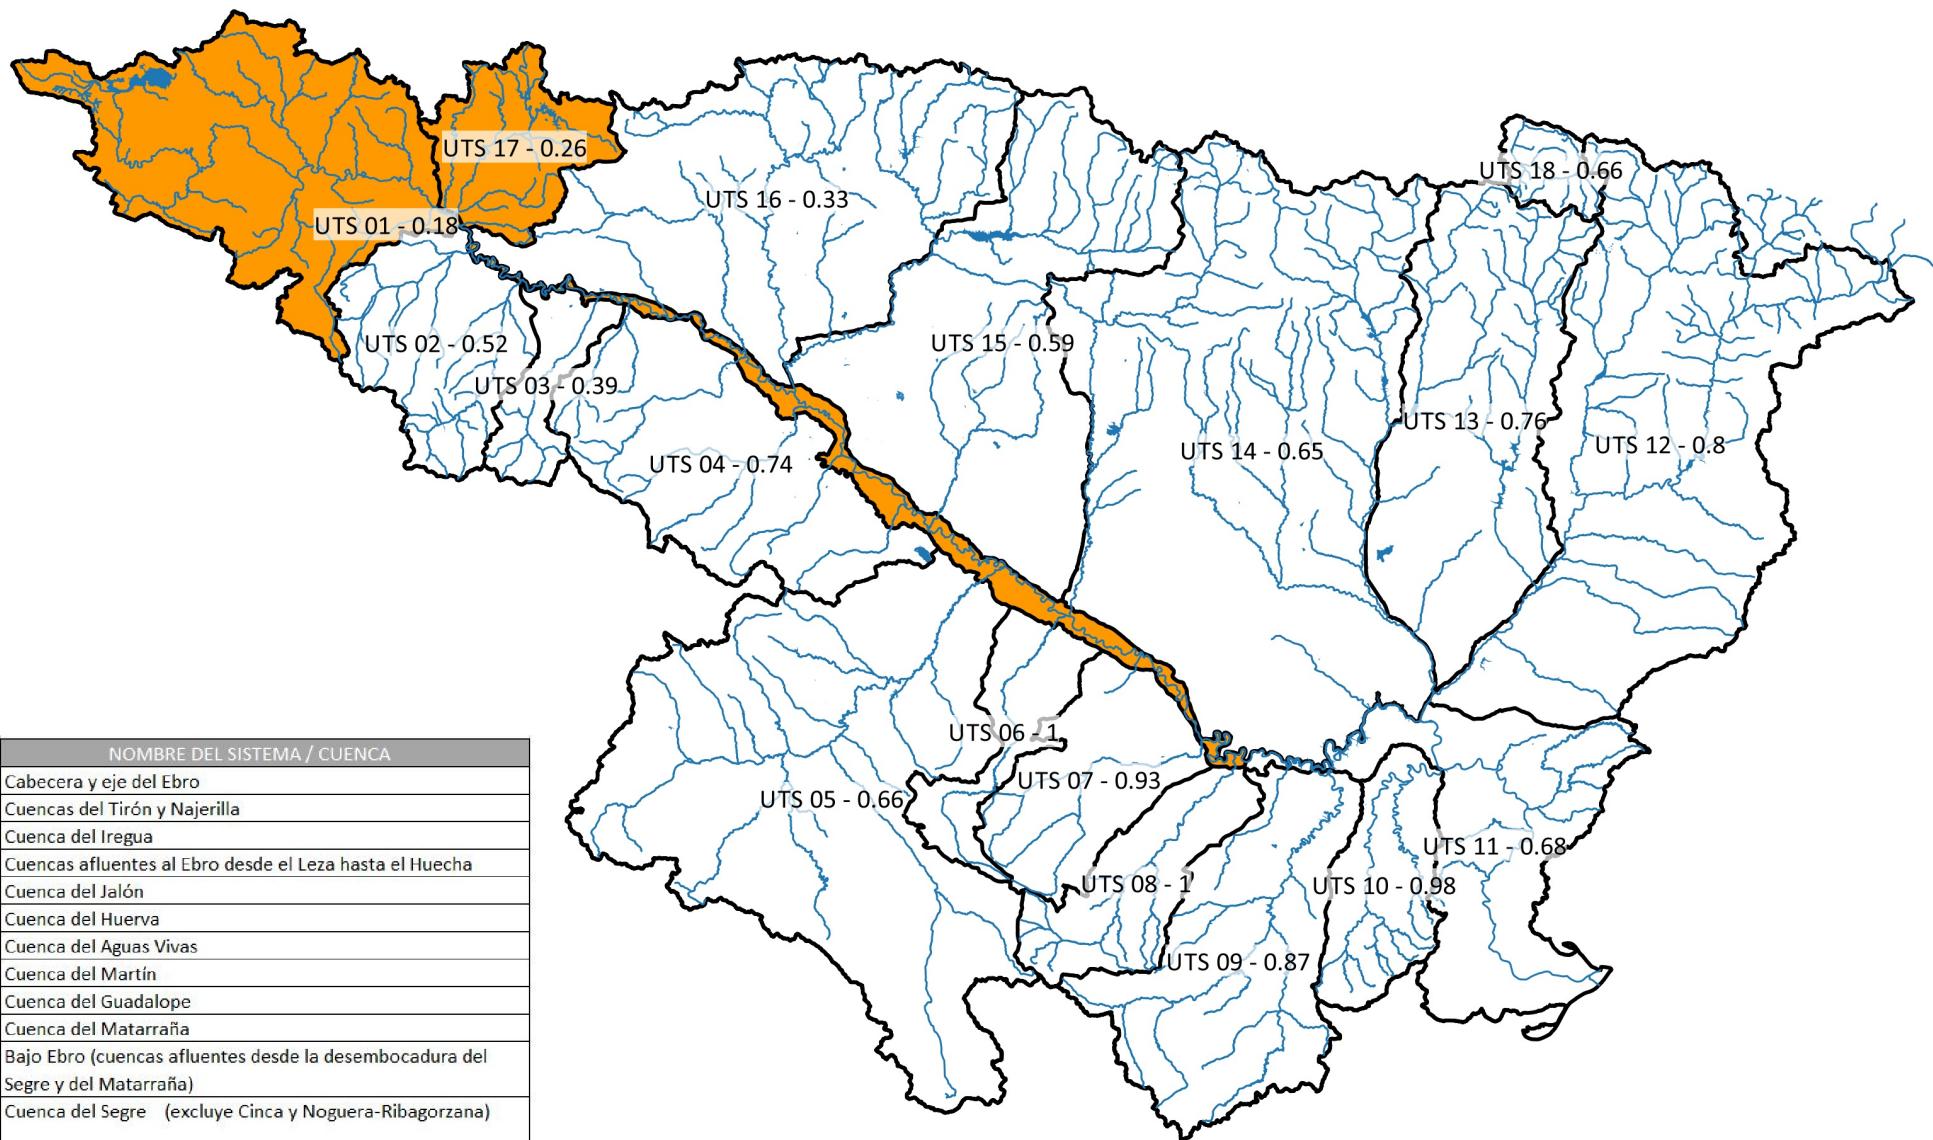 UTS 17 - 0.26
UTS 18 - 0.66
UTS 16 - 0.33
UTS 01 - 0.18
UTS 02 - 0.52
UTS 15 - 0.59
UTS 03 - 0.39
UTS 13 - 0.76
UTS 12 - 0.8
UTS 14 - 0.65
UTS 04 - 0.74
UTS 06 - 1
UTS 07 - 0.93
UTS 05 - 0.66
UTS 11 - 0.68
UTS 08 - 1
UTS 10 - 0.98
UTS 09 - 0.87
NOMBRE DEL SISTEMA / CUENCA
Cabecera y eje del Ebro
Cuencas del Tirón y Najerilla
Cuenca del Iregua
Cuencas afluentes al Ebro desde el Leza hasta el Huecha
Cuenca del Jalón
Cuenca del Huerva
Cuenca del Aguas Vivas
Cuenca del Martín
Cuenca del Guadalope
Cuenca del Matarraña
Bajo Ebro (cuencas afluentes desde la desembocadura del
Segre y del Matarraña)
Cuenca del Segre (excluye Cinca y Noguera-Ribagorzana)